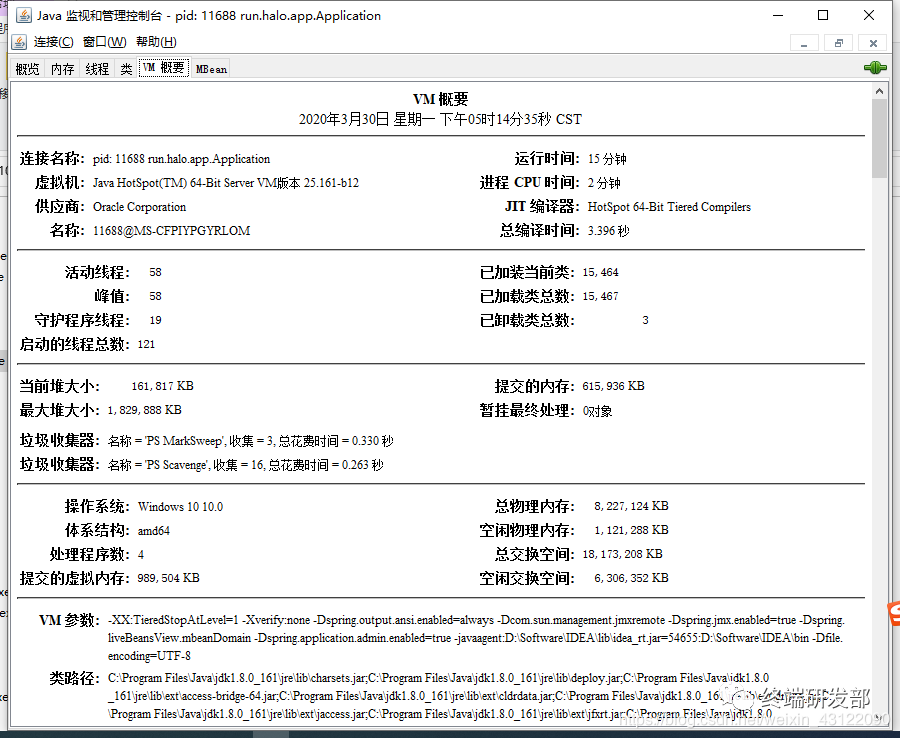 Java 监视和管理控制台 - pid: 11688 run.halo.app.Application
连接(C) 窗口(W) 帮助(H)
概览 内存 线程 类 VM 概要 MBean
VM 概要
2020年3月30日 星期一 下午05时14分35秒 CST
连接名称: pid: 11688 run.halo.app.Application 运行时间: 15 分钟
虚拟机: Java HotSpot(TM) 64-Bit Server VM版本 25.161-b12 进程 CPU 时间: 2 分钟
供应商: Oracle Corporation JIT 编译器: HotSpot 64-Bit Tiered Compilers
名称: 11688@MS-CFPIYPGYRLOM 总编译时间: 3.396 秒
活动线程: 58 已加装当前类: 15,464
峰值: 58 已加载类总数: 15,467
守护程序线程: 19 已卸载类总数: 3
启动的线程总数: 121
当前堆大小: 161,817 KB 提交的内存: 615,936 KB
最大堆大小: 1,829,888 KB 暂挂最终处理: 0对象
垃圾收集器: 名称 = 'PS MarkSweep', 收集 = 3, 总花费时间 = 0.330 秒
垃圾收集器: 名称 = 'PS Scavenge', 收集 = 16, 总花费时间 = 0.263 秒
操作系统: Windows 10 10.0 总物理内存: 8,227,124 KB
体系结构: amd64 空闲物理内存: 1,121,288 KB
处理程序数: 4 总交换空间: 18,173,208 KB
提交的虚拟内存: 989,504 KB 空闲交换空间: 6,306,352 KB
VM 参数: -XX:TieredStopAtLevel=1 -Xverify:none -Dspring.output.ansi.enabled=always -Dcom.sun.management.jmxremote -Dspring.jmx.enabled=true -Dspring.
liveBeansView.mbeanDomain -Dspring.application.admin.enabled=true -javaagent:D:\Software\IDEA\lib\idea_rt.jar=54655:D:\Software\IDEA\bin -Dfile.
encoding=UTF-8
类路径: C:\Program Files\Java\jdk1.8.0_161\jre\lib\charsets.jar;C:\Program Files\Java\jdk1.8.0_161\jre\lib\deploy.jar;C:\Program Files\Java\jdk1.8.0
_161\jre\lib\ext\access-bridge-64.jar;C:\Program Files\Java\jdk1.8.0_161\jre\lib\ext\cldrdata.jar;C:\Program Files\Java\jdk1.8.0
\Program Files\Java\jdk1.8.0_161\jre\lib\ext\jaccess.jar;C:\Program Files\Java\jdk1.8.0_161\jre\lib\ext\jfxrt.jar;C:\Program Files\Java\jdk1.8.0
终端研发部
https://blog.csdn.net/weixin_43122090